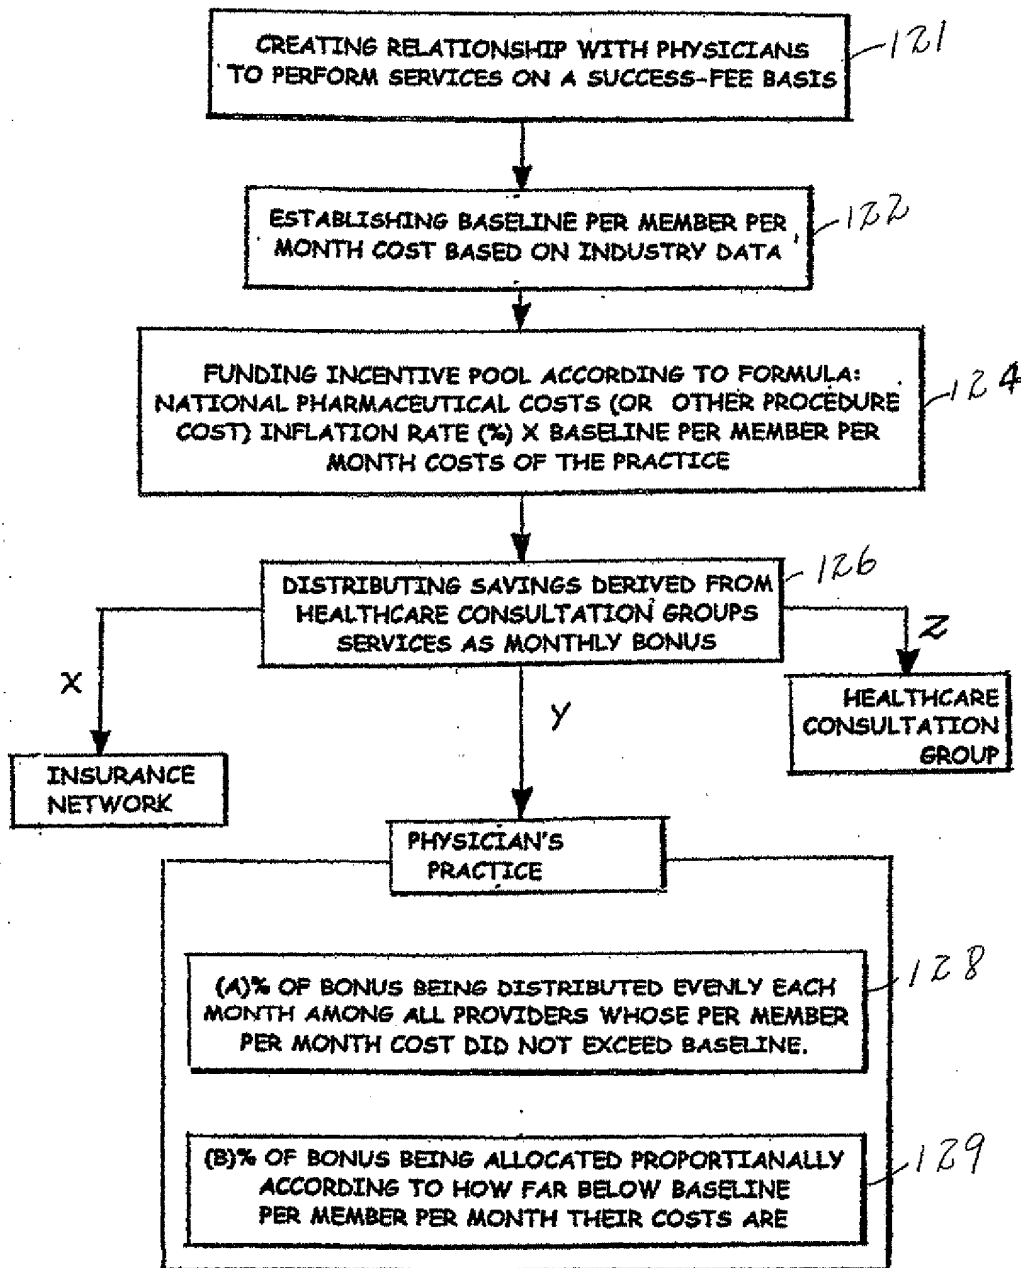 CREATING RELATIONSHIP WITH PHYSICIANS
TO PERFORM SERVICES ON A SUCCESS-FEE BASIS
121
ESTABLISHING BASELINE PER MEMBER PER
MONTH COST BASED ON INDUSTRY DATA
122
FUNDING INCENTIVE POOL ACCORDING TO FORMULA:
NATIONAL PHARMACEUTICAL COSTS (OR OTHER PROCEDURE
COST) INFLATION RATE (%) X BASELINE PER MEMBER PER
MONTH COSTS OF THE PRACTICE
124
DISTRIBUTING SAVINGS DERIVED FROM
HEALTHCARE CONSULTATION GROUPS
SERVICES AS MONTHLY BONUS
126
X
Y
Z
INSURANCE
NETWORK
HEALTHCARE
CONSULTATION
GROUP
PHYSICIAN'S
PRACTICE
(A)% OF BONUS BEING DISTRIBUTED EVENLY EACH
MONTH AMONG ALL PROVIDERS WHOSE PER MEMBER
PER MONTH COST DID NOT EXCEED BASELINE.
128
(B)% OF BONUS BEING ALLOCATED PROPORTIANALLY
ACCORDING TO HOW FAR BELOW BASELINE
PER MEMBER PER MONTH THEIR COSTS ARE
129